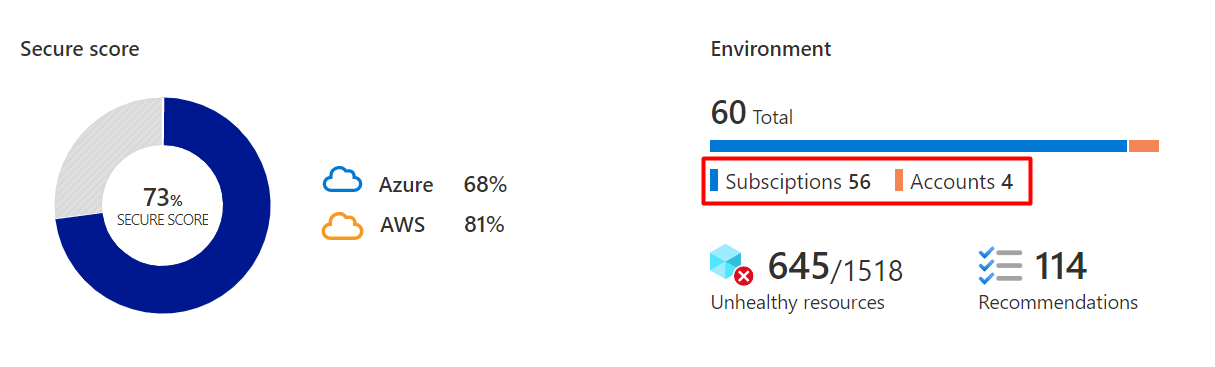 Secure score
73%
SECURE SCORE
Azure 68%
AWS 81%
Environment
60 Total
Subsciptions 56 Accounts 4
645/1518
Unhealthy resources
114
Recommendations